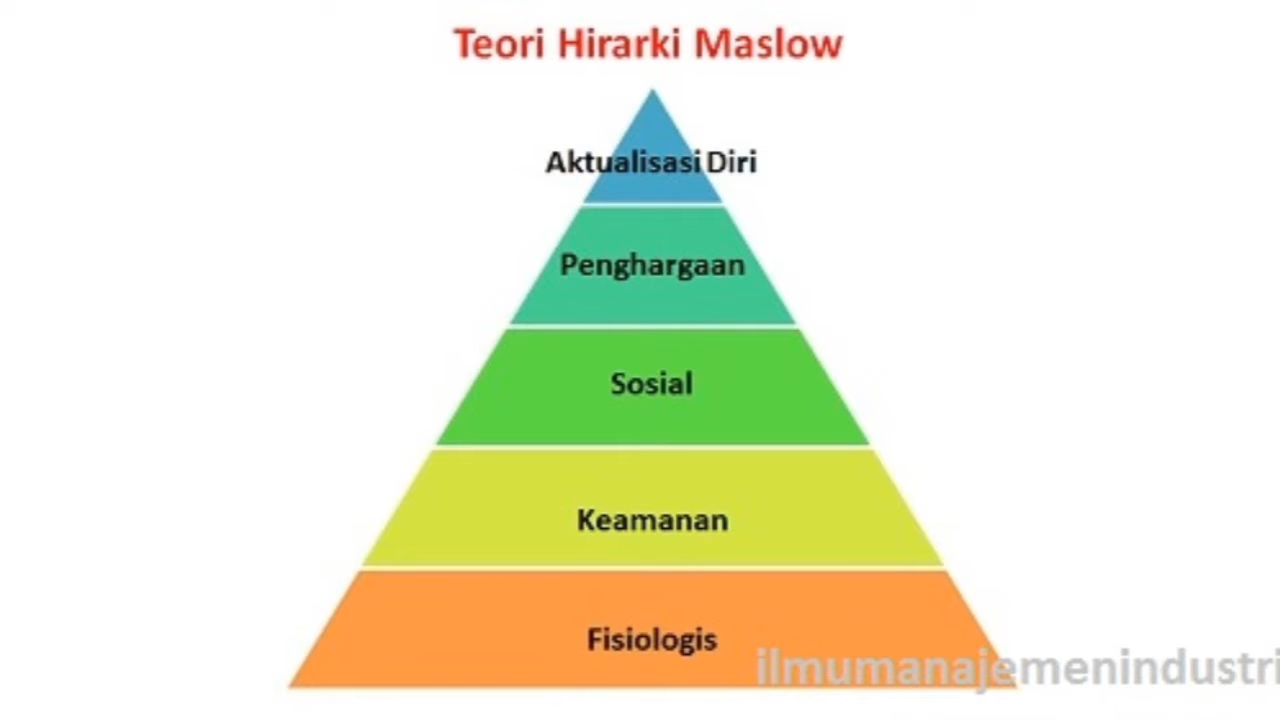 Teori Hirarki Maslow
Aktualisasi Diri
Penghargaan
Sosial
Keamanan
Fisiologis
ilmumanajemenindustri